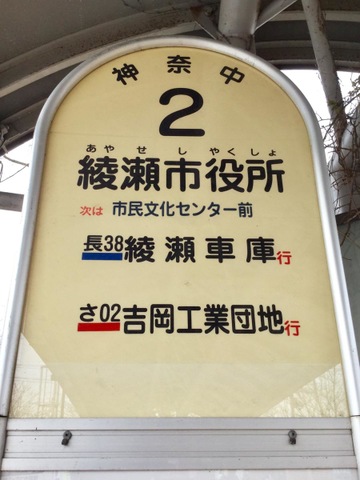 神奈中
2
あやせ しやくしょ
綾瀬市役所
次は 市民文化センター前
長38 綾瀬車庫行
さ02 吉岡工業団地行